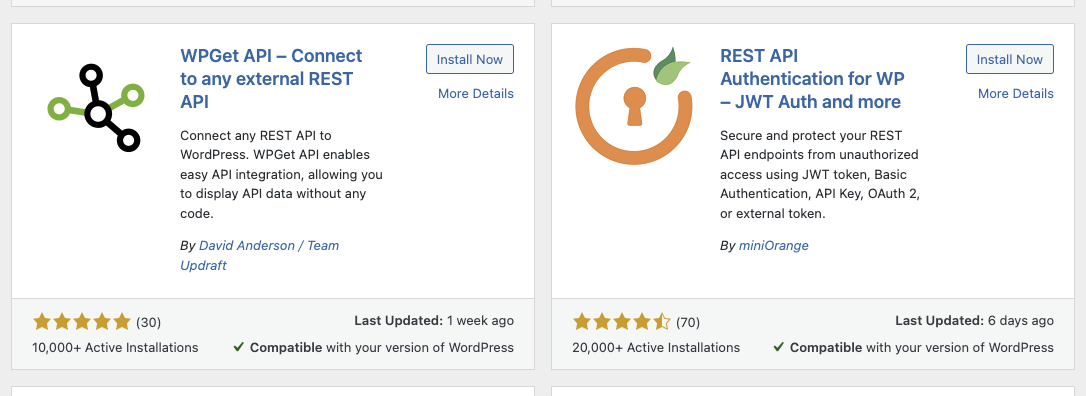 WPGet API – Connect
to any external REST
API
Install Now
More Details
Connect any REST API to
WordPress. WPGet API enables
easy API integration, allowing you
to display API data without any
code.
By David Anderson / Team
Updraft
(30)
Last Updated: 1 week ago
10,000+ Active Installations
Compatible with your version of WordPress
REST API
Authentication for WP
– JWT Auth and more
Install Now
More Details
Secure and protect your REST
API endpoints from unauthorized
access using JWT token, Basic
Authentication, API Key, OAuth 2,
or external token.
By miniOrange
(70)
Last Updated: 6 days ago
20,000+ Active Installations
Compatible with your version of WordPress